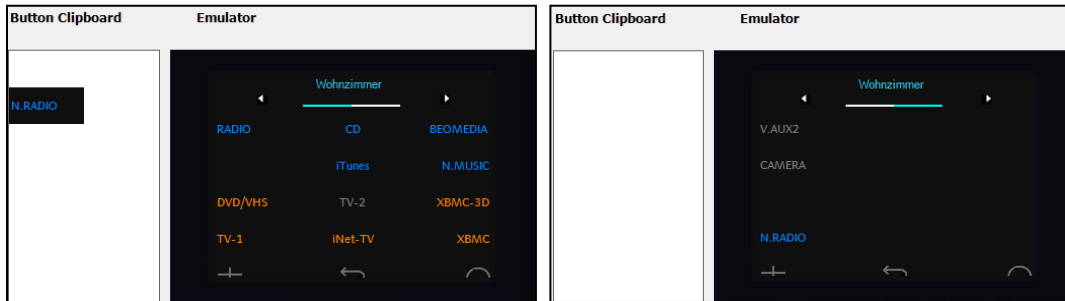 Button Clipboard Emulator
N.RADIO
Wohnzimmer
RADIO CD BEOMEDIA
iTunes N.MUSIC
DVD/VHS TV-2 XBMC-3D
TV-1 iNet-TV XBMC
Button Clipboard Emulator
Wohnzimmer
V.AUX2
CAMERA
N.RADIO